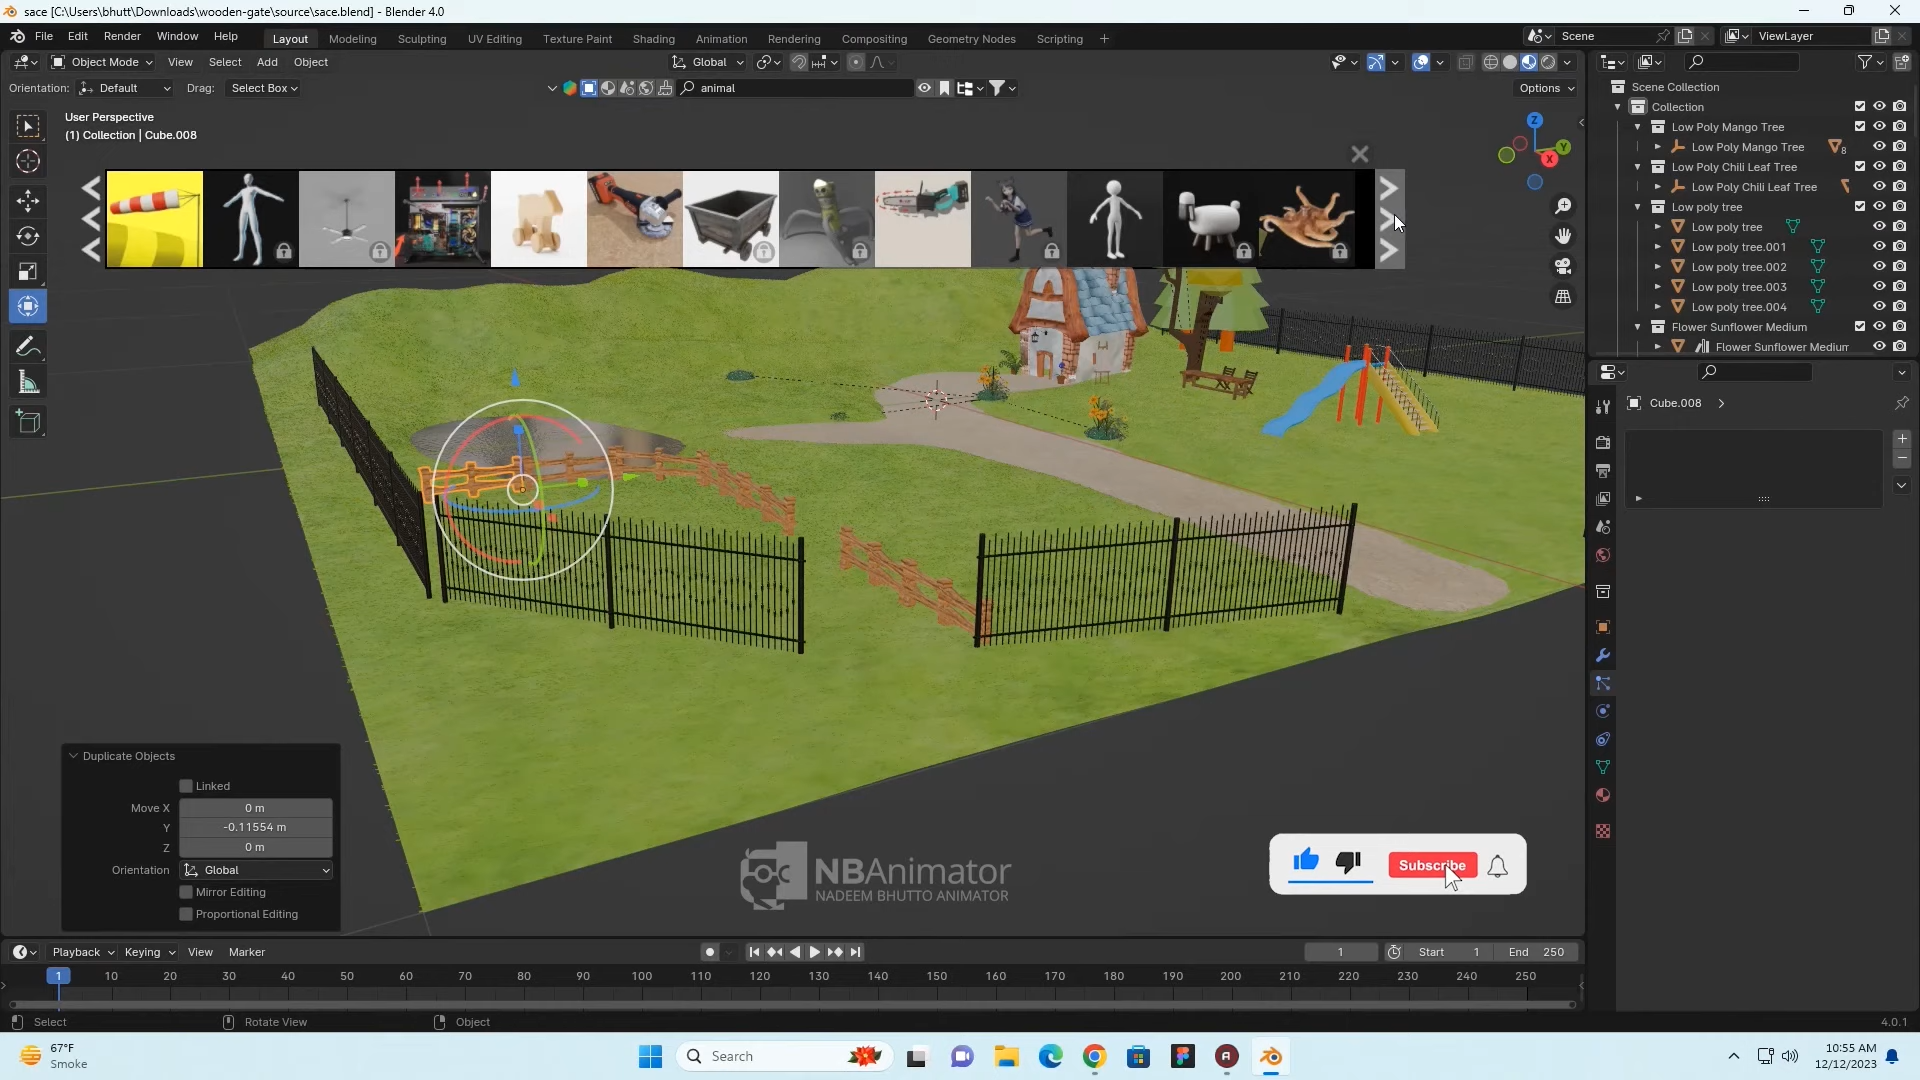 sace [C:\Users\bhutt\Downloads\wooden-gate\source\sace.blend] - Blender 4.0
File Edit Render Window Help
Layout Modeling Sculpting UV Editing Texture Paint Shading Animation Rendering Compositing Geometry Nodes Scripting +
Scene ViewLayer
Object Mode View Select Add Object Global
Orientation: Default Drag: Select Box animal Options
User Perspective
(1) Collection | Cube.008
Z
Y
X
Scene Collection
Collection
Low Poly Mango Tree
Low Poly Mango Tree 8
Low Poly Chili Leaf Tree
Low Poly Chili Leaf Tree
Low poly tree
Low poly tree
Low poly tree.001
Low poly tree.002
Low poly tree.003
Low poly tree.004
Flower Sunflower Medium
Flower Sunflower Medium
Cube.008
Duplicate Objects
Linked
Move X 0 m
Y -0.11554 m
Z 0 m
Orientation Global
Mirror Editing
Proportional Editing
NBAnimator
NADEEM BHUTTO ANIMATOR
Subscribe
Playback Keying View Marker 1 Start 1 End 250
1 10 20 30 40 50 60 70 80 90 100 110 120 130 140 150 160 170 180 190 200 210 220 230 240 250
Select Rotate View Object 4.0.1
67°F
Smoke
Search
10:55 AM
12/12/2023